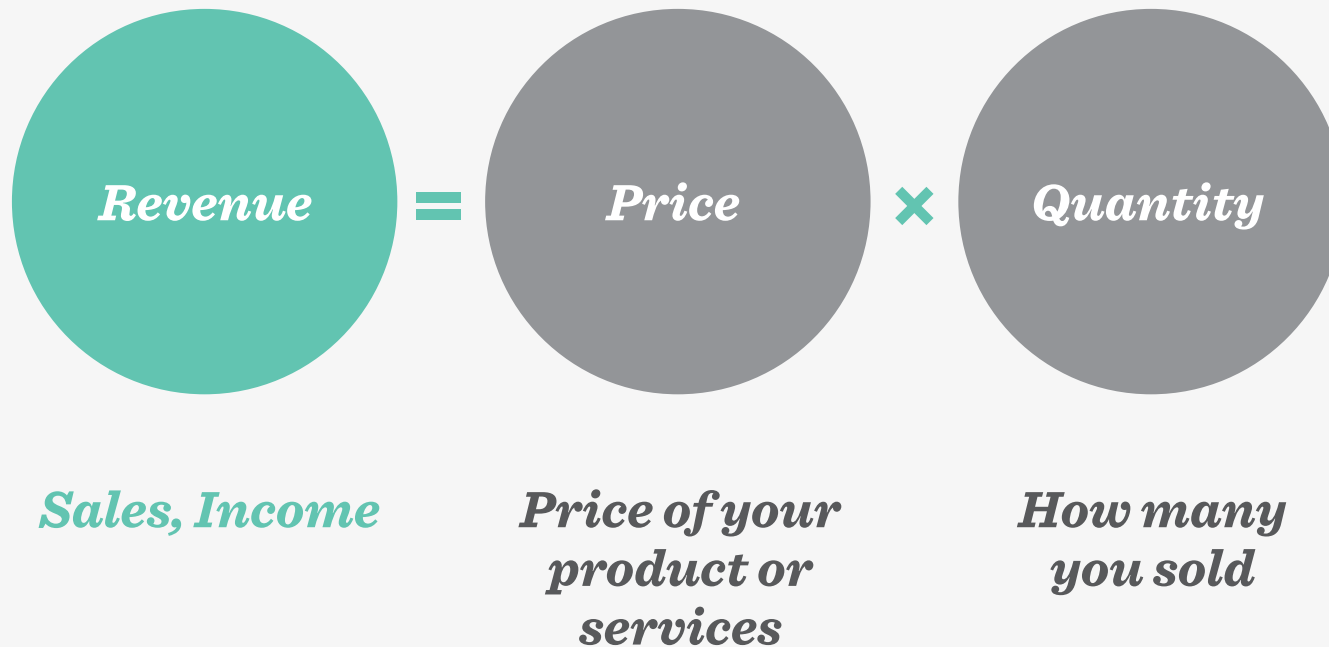 Revenue = Price × Quantity
Sales, Income
Price of your
product or
services
How many
you sold